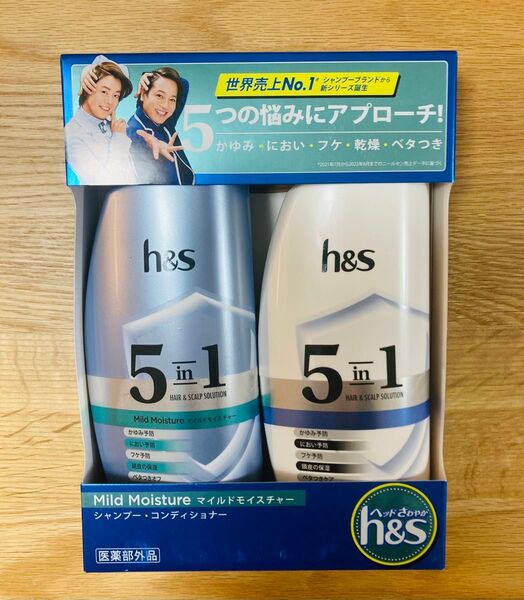 世界売上No.1* シャンプーブランドから
新シリーズ誕生
5つの悩みにアプローチ!
かゆみ・におい・フケ・乾燥・ベタつき
h&s
5 in 1
HAIR & SCALP SOLUTION
Mild Moisture マイルドモイスチャー
かゆみ予防
におい予防
フケ予防
頭皮の保湿
ベタつきオフ
h&s
5 in 1
HAIR & SCALP SOLUTION
かゆみ予防
におい予防
フケ予防
頭皮の保湿
ベタつきケア
Mild Moisture マイルドモイスチャー
シャンプー・コンディショナー
医薬部外品
ヘッドさわやか
h&s